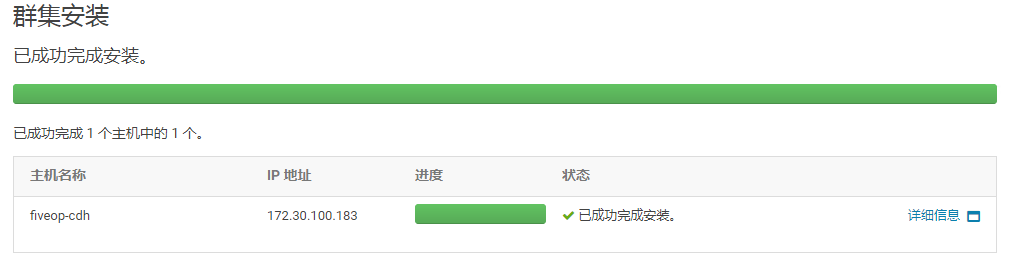 群集安装
已成功完成安装。
已成功完成 1 个主机中的 1 个。
主机名称 IP 地址 进度 状态
fiveop-cdh 172.30.100.183 已成功完成安装。 详细信息